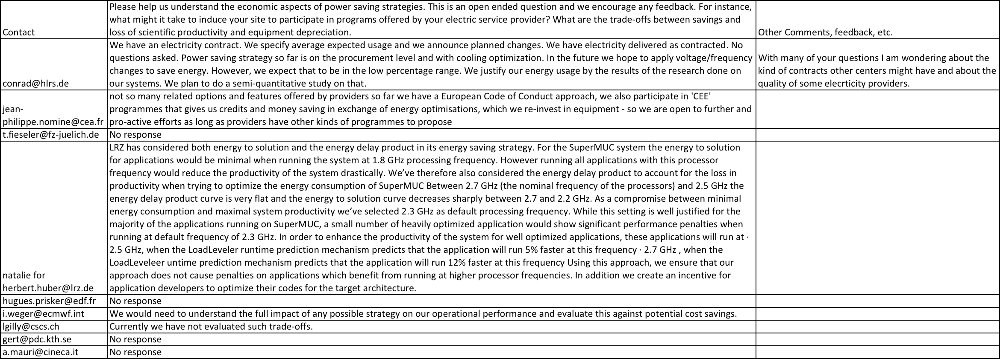 Please help us understand the economic aspects of power saving strategies. This is an open ended question and we encourage any feedback. For instance,
what might it take to induce your site to participate in programs offered by your electric service provider? What are the trade-offs between savings and
Contact
loss of scientific productivity and equipment depreciation.
Other Comments, feedback, etc.
We have an electricity contract. We specify average expected usage and we announce planned changes. We have electricity delivered as contracted. No
questions asked. Power saving strategy so far is on the procurement level and with cooling optimization. In the future we hope to apply voltage/frequency
changes to save energy. However, we expect that to be in the low percentage range. We justify our energy usage by the results of the research done on
conrad@hlrs.de
our systems. We plan to do a semi-quantitative study on that.
With many of your questions I am wondering about the
kind of contracts other centers might have and about the
quality of some elecrticity providers.
jean-
philippe.nomine@cea.fr
not so many related options and features offered by providers so far we have a European Code of Conduct approach, we also participate in 'CEE'
programmes that gives us credits and money saving in exchange of energy optimisations, which we re-invest in equipment - so we are open to further and
pro-active efforts as long as providers have other kinds of programmes to propose
t.fieseler@fz-juelich.de
No response
LRZ has considered both energy to solution and the energy delay product in its energy saving strategy. For the SuperMUC system the energy to solution
for applications would be minimal when running the system at 1.8 GHz processing frequency. However running all applications with this processor
frequency would reduce the productivity of the system drastically. We’ve therefore also considered the energy delay product to account for the loss in
productivity when trying to optimize the energy consumption of SuperMUC Between 2.7 GHz (the nominal frequency of the processors) and 2.5 GHz the
energy delay product curve is very flat and the energy to solution curve decreases sharply between 2.7 and 2.2 GHz. As a compromise between minimal
energy consumption and maximal system productivity we’ve selected 2.3 GHz as default processing frequency. While this setting is well justified for the
majority of the applications running on SuperMUC, a small number of heavily optimized application would show significant performance penalties when
running at default frequency of 2.3 GHz. In order to enhance the productivity of the system for well optimized applications, these applications will run at ·
2.5 GHz, when the LoadLeveler runtime prediction mechanism predicts that the application will run 5% faster at this frequency · 2.7 GHz , when the
LoadLeveleer untime prediction mechanism predicts that the application will run 12% faster at this frequency Using this approach, we ensure that our
approach does not cause penalties on applications which benefit from running at higher processor frequencies. In addition we create an incentive for
application developers to optimize their codes for the target architecture.
natalie for
herbert.huber@lrz.de
hugues.prisker@edf.fr
No response
i.weger@ecmwf.int
We would need to understand the full impact of any possible strategy on our operational performance and evaluate this against potential cost savings.
lgilly@cscs.ch
Currently we have not evaluated such trade-offs.
gert@pdc.kth.se
No response
a.mauri@cineca.it
No response